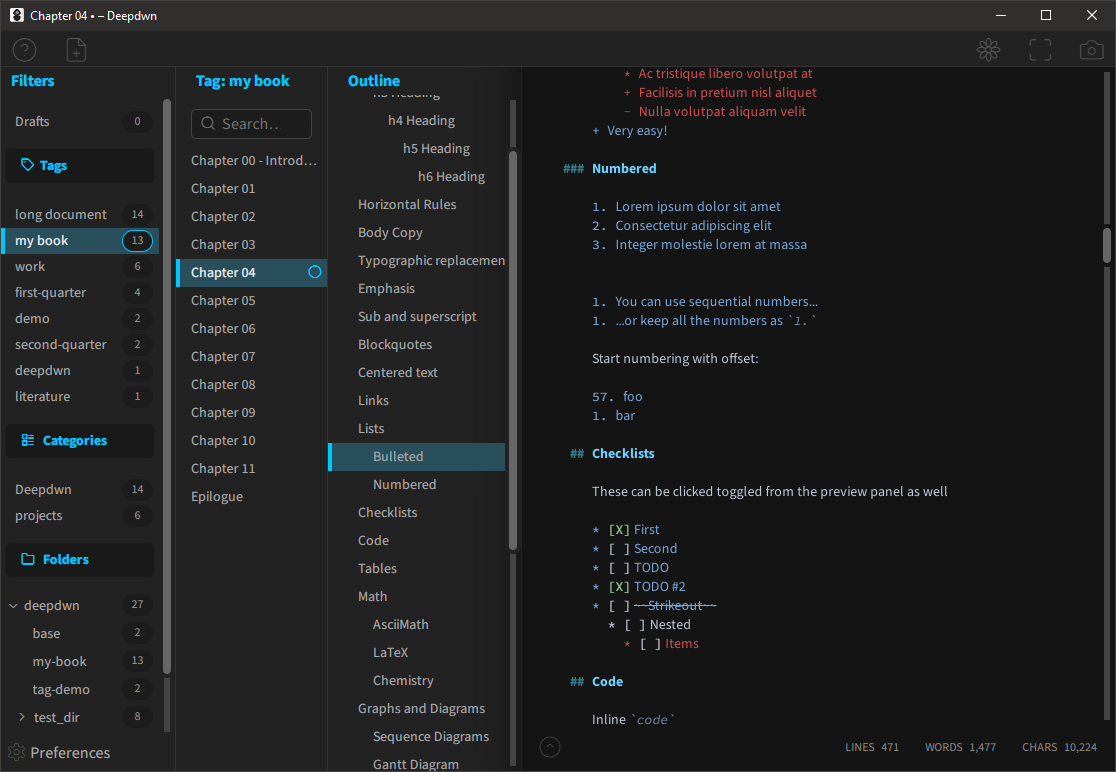 Chapter 04 • – Deepdwn
Filters
Drafts 0
Tags
long document 14
my book 13
work 6
first-quarter 4
demo 2
second-quarter 2
deepdwn 1
literature 1
Categories
Deepdwn 14
projects 6
Folders
deepdwn 27
base 2
my-book 13
tag-demo 2
test_dir 8
Preferences
Tag: my book
Search..
Chapter 00 - Introd…
Chapter 01
Chapter 02
Chapter 03
Chapter 04
Chapter 05
Chapter 06
Chapter 07
Chapter 08
Chapter 09
Chapter 10
Chapter 11
Epilogue
Outline
h3 Heading
h4 Heading
h5 Heading
h6 Heading
Horizontal Rules
Body Copy
Typographic replacemen
Emphasis
Sub and superscript
Blockquotes
Centered text
Links
Lists
Bulleted
Numbered
Checklists
Code
Tables
Math
AsciiMath
LaTeX
Chemistry
Graphs and Diagrams
Sequence Diagrams
Gantt Diagram
* Ac tristique libero volutpat at
+ Facilisis in pretium nisl aliquet
- Nulla volutpat aliquam velit
+ Very easy!
### Numbered
1. Lorem ipsum dolor sit amet
2. Consectetur adipiscing elit
3. Integer molestie lorem at massa
1. You can use sequential numbers...
1. ...or keep all the numbers as `1.`
Start numbering with offset:
57. foo
1. bar
## Checklists
These can be clicked toggled from the preview panel as well
* [X] First
* [ ] Second
* [ ] TODO
* [X] TODO #2
* [ ] ~~Strikeout~~
* [ ] Nested
* [ ] Items
## Code
Inline `code`
LINES 471 WORDS 1,477 CHARS 10,224